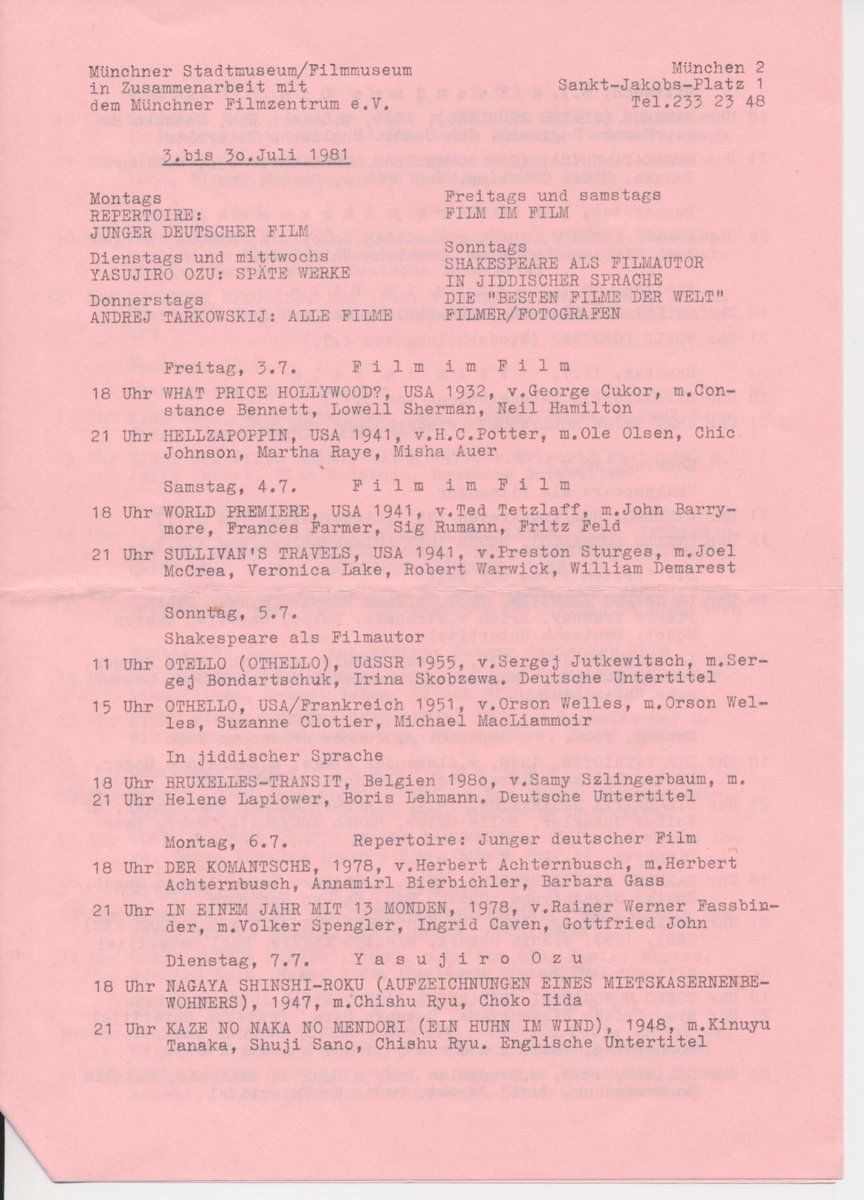 Münchner Stadtmuseum/Filmmuseum
in Zusammenarbeit mit
dem Münchner Filmzentrum e.V.
München 2
Sankt-Jakobs-Platz 1
Tel.233 23 48
3.bis 3o.Juli 1981
Montags
REPERTOIRE:
JUNGER DEUTSCHER FILM
Dienstags und mittwochs
YASUJIRO OZU: SPÄTE WERKE
Donnerstags
ANDREJ TARKOWSKIJ: ALLE FILME
Freitags und samstags
FILM IM FILM
Sonntags
SHAKESPEARE ALS FILMAUTOR
IN JIDDISCHER SPRACHE
DIE "BESTEN FILME DER WELT"
FILMER/FOTOGRAFEN
Freitag, 3.7. F i l m  i m  F i l m
18 Uhr WHAT PRICE HOLLYWOOD?, USA 1932, v.George Cukor, m.Con-
stance Bennett, Lowell Sherman, Neil Hamilton
21 Uhr HELLZAPOPPIN, USA 1941, v.H.C.Potter, m.Ole Olsen, Chic
Johnson, Martha Raye, Misha Auer
Samstag, 4.7. F i l m  i m  F i l m
18 Uhr WORLD PREMIERE, USA 1941, v.Ted Tetzlaff, m.John Barry-
more, Frances Farmer, Sig Rumann, Fritz Feld
21 Uhr SULLIVAN'S TRAVELS, USA 1941, v.Preston Sturges, m.Joel
McCrea, Veronica Lake, Robert Warwick, William Demarest
Sonntag, 5.7.
Shakespeare als Filmautor
11 Uhr OTELLO (OTHELLO), UdSSR 1955, v.Sergej Jutkewitsch, m.Ser-
gej Bondartschuk, Irina Skobzewa. Deutsche Untertitel
15 Uhr OTHELLO, USA/Frankreich 1951, v.Orson Welles, m.Orson Wel-
les, Suzanne Clotier, Michael MacLiammoir
In jiddischer Sprache
18 Uhr BRUXELLES-TRANSIT, Belgien 198o, v.Samy Szlingerbaum, m.
21 Uhr Helene Lapiower, Boris Lehmann. Deutsche Untertitel
Montag, 6.7. Repertoire: Junger deutscher Film
18 Uhr DER KOMANTSCHE, 1978, v.Herbert Achternbusch, m.Herbert
Achternbusch, Annamirl Bierbichler, Barbara Gass
21 Uhr IN EINEM JAHR MIT 13 MONDEN, 1978, v.Rainer Werner Fassbin-
der, m.Volker Spengler, Ingrid Caven, Gottfried John
Dienstag, 7.7. Y a s u j i r o  O z u
18 Uhr NAGAYA SHINSHI-ROKU (AUFZEICHNUNGEN EINES MIETSKASERNENBE-
WOHNERS), 1947, m.Chishu Ryu, Choko Iida
21 Uhr KAZE NO NAKA NO MENDORI (EIN HUHN IM WIND), 1948, m.Kinuyu
Tanaka, Shuji Sano, Chishu Ryu. Englische Untertitel